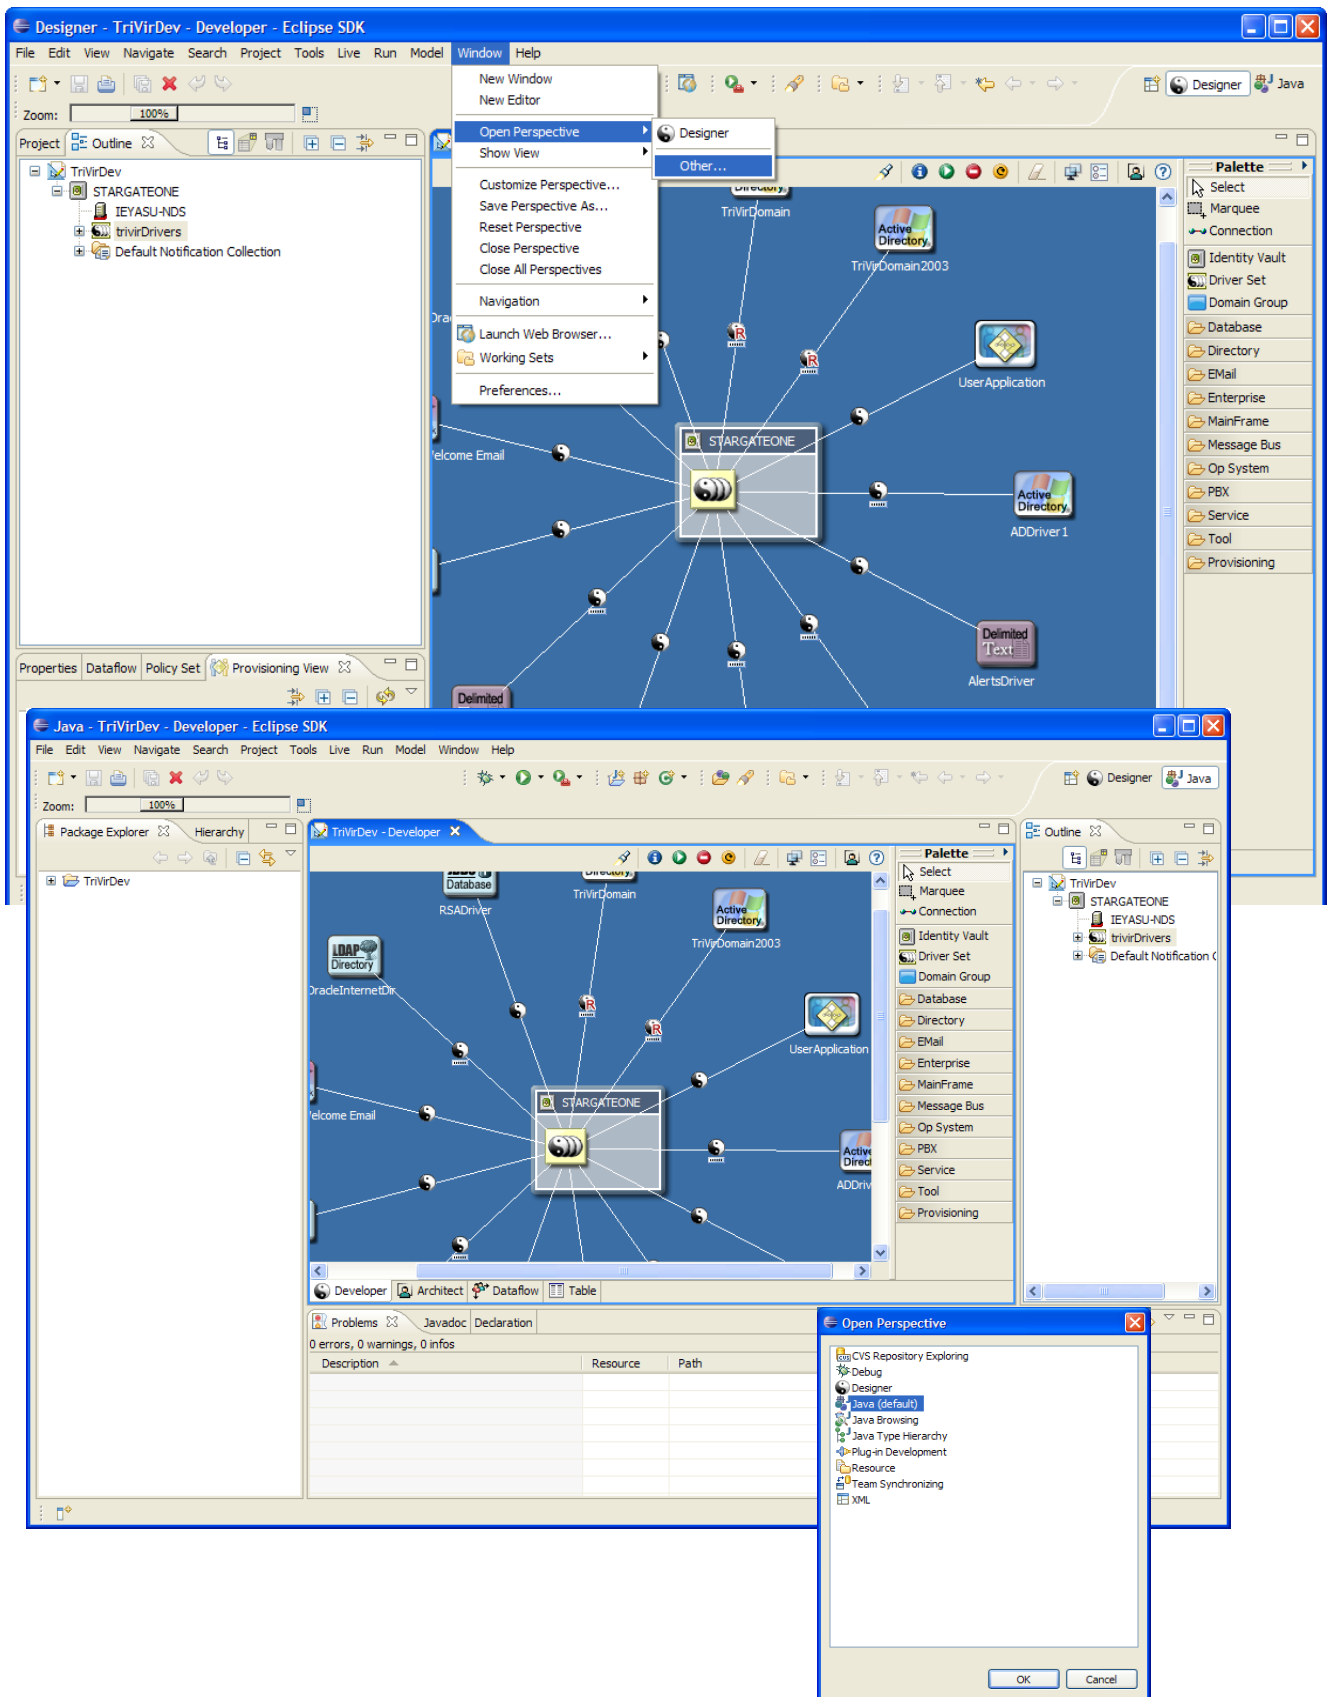 Designer - TriVirDev - Developer - Eclipse SDK
File Edit View Navigate Search Project Tools Live Run Model Window Help
Designer Java
Zoom: 100%
New Window
New Editor
Open Perspective
Show View
Customize Perspective...
Save Perspective As...
Reset Perspective
Close Perspective
Close All Perspectives
Navigation
Launch Web Browser...
Working Sets
Preferences...
Designer
Other...
Project Outline
TriVirDev
STARGATEONE
IEYASU-NDS
trivirDrivers
Default Notification Collection
Directory
TriVirDomain
Active
Directory
TriVirDomain2003
UserApplication
STARGATEONE
elcome Email
Active
Directory
ADDriver1
Delimited
Text
AlertsDriver
Delimited
Palette
Select
Marquee
Connection
Identity Vault
Driver Set
Domain Group
Database
Directory
EMail
Enterprise
MainFrame
Message Bus
Op System
PBX
Service
Tool
Provisioning
Properties Dataflow Policy Set Provisioning View
Java - TriVirDev - Developer - Eclipse SDK
File Edit View Navigate Search Project Tools Live Run Model Window Help
Designer Java
Zoom: 100%
Package Explorer Hierarchy
TriVirDev
TriVirDev - Developer
Database
RSADriver
Directory
TriVirDomain
Active
Directory
TriVirDomain2003
LDAP
Directory
OracleInternetDir
UserApplication
STARGATEONE
elcome Email
Active
Direct
ADDriv
Palette
Select
Marquee
Connection
Identity Vault
Driver Set
Domain Group
Database
Directory
EMail
Enterprise
MainFrame
Message Bus
Op System
PBX
Service
Tool
Provisioning
Developer Architect Dataflow Table
Outline
TriVirDev
STARGATEONE
IEYASU-NDS
trivirDrivers
Default Notification C
Problems Javadoc Declaration
0 errors, 0 warnings, 0 infos
Description Resource Path
Open Perspective
CVS Repository Exploring
Debug
Designer
Java (default)
Java Browsing
Java Type Hierarchy
Plug-in Development
Resource
Team Synchronizing
XML
OK Cancel